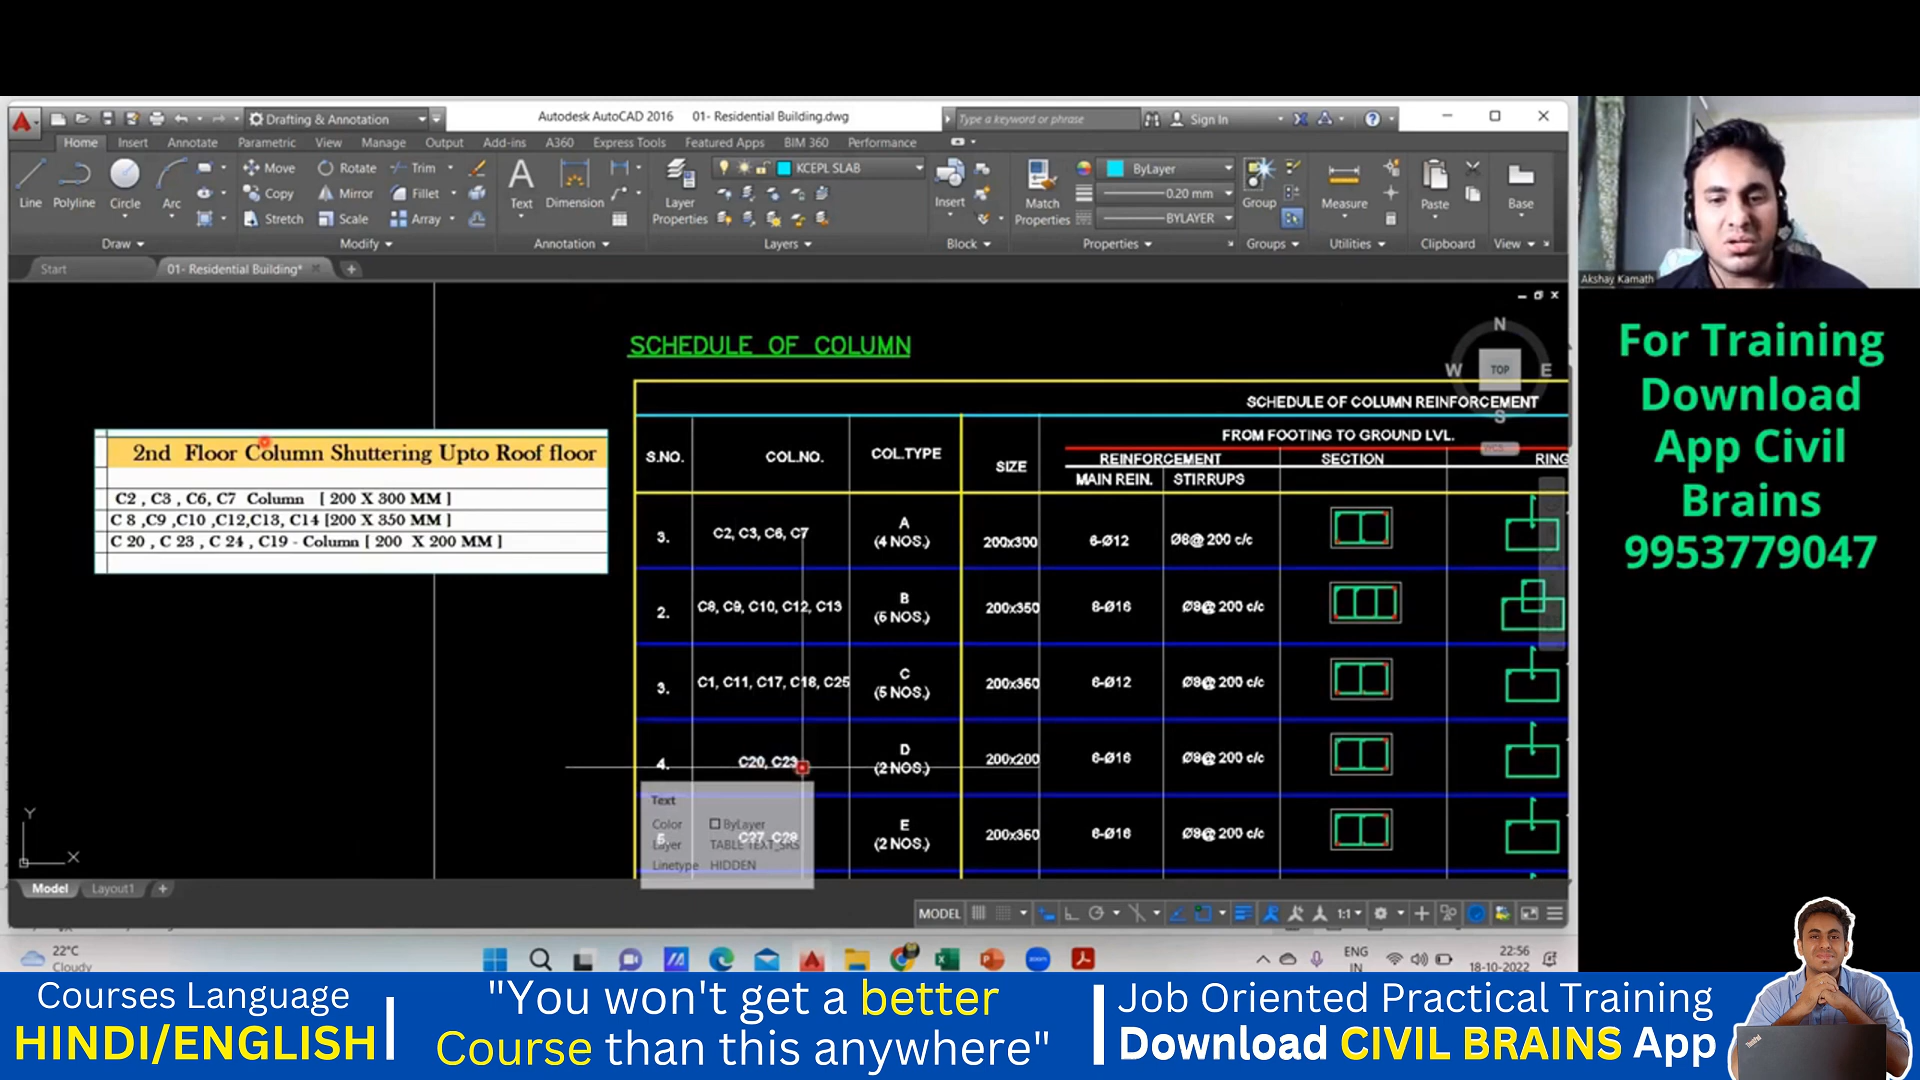 Autodesk AutoCAD 2016 01- Residential Building.dwg
Drafting & Annotation
Type a keyword or phrase
Sign In
Home Insert Annotate Parametric View Manage Output Add-ins A360 Express Tools Featured Apps BIM 360 Performance
Line Polyline Circle Arc
Move Rotate Trim
Copy Mirror Fillet
Stretch Scale Array
Text Dimension
Layer Properties
KCEPL SLAB
Insert
Match Properties
ByLayer
0.20 mm
BYLAYER
Group
Measure
Paste
Base
Draw Modify Annotation Layers Block Properties Groups Utilities Clipboard View
Start 01- Residential Building*
Akshay Kamath
N
W TOP E
S
SCHEDULE OF COLUMN
SCHEDULE OF COLUMN REINFORCEMENT
S.NO. COL.NO. COL.TYPE SIZE FROM FOOTING TO GROUND LVL.
REINFORCEMENT SECTION RING
MAIN REIN. STIRRUPS
3. C2, C3, C6, C7 A (4 NOS.) 200x300 6-Ø12 Ø8@ 200 c/c
2. C8, C9, C10, C12, C13 B (5 NOS.) 200x350 8-Ø16 Ø8@ 200 c/c
3. C1, C11, C17, C18, C25 C (5 NOS.) 200x350 6-Ø12 Ø8@ 200 c/c
4. C20, C23 D (2 NOS.) 200x200 6-Ø16 Ø8@ 200 c/c
5. C27, C28 E (2 NOS.) 200x350 6-Ø16 Ø8@ 200 c/c
2nd Floor Column Shuttering Upto Roof floor
C2 , C3 , C6, C7 Column [ 200 X 300 MM ]
C 8 ,C9 ,C10 ,C12,C13, C14 [200 X 350 MM ]
C 20 , C 23 , C 24 , C19 - Column [ 200 X 200 MM ]
Text
Color ByLayer
Layer TABLE TEXT_SRS
Linetype HIDDEN
Y
X
Model Layout1
MODEL 1:1
22°C
Cloudy
zoom
ENG
IN
22:56
18-10-2022
For Training
Download
App Civil
Brains
9953779047
Courses Language
HINDI/ENGLISH
"You won't get a better
Course than this anywhere"
Job Oriented Practical Training
Download CIVIL BRAINS App